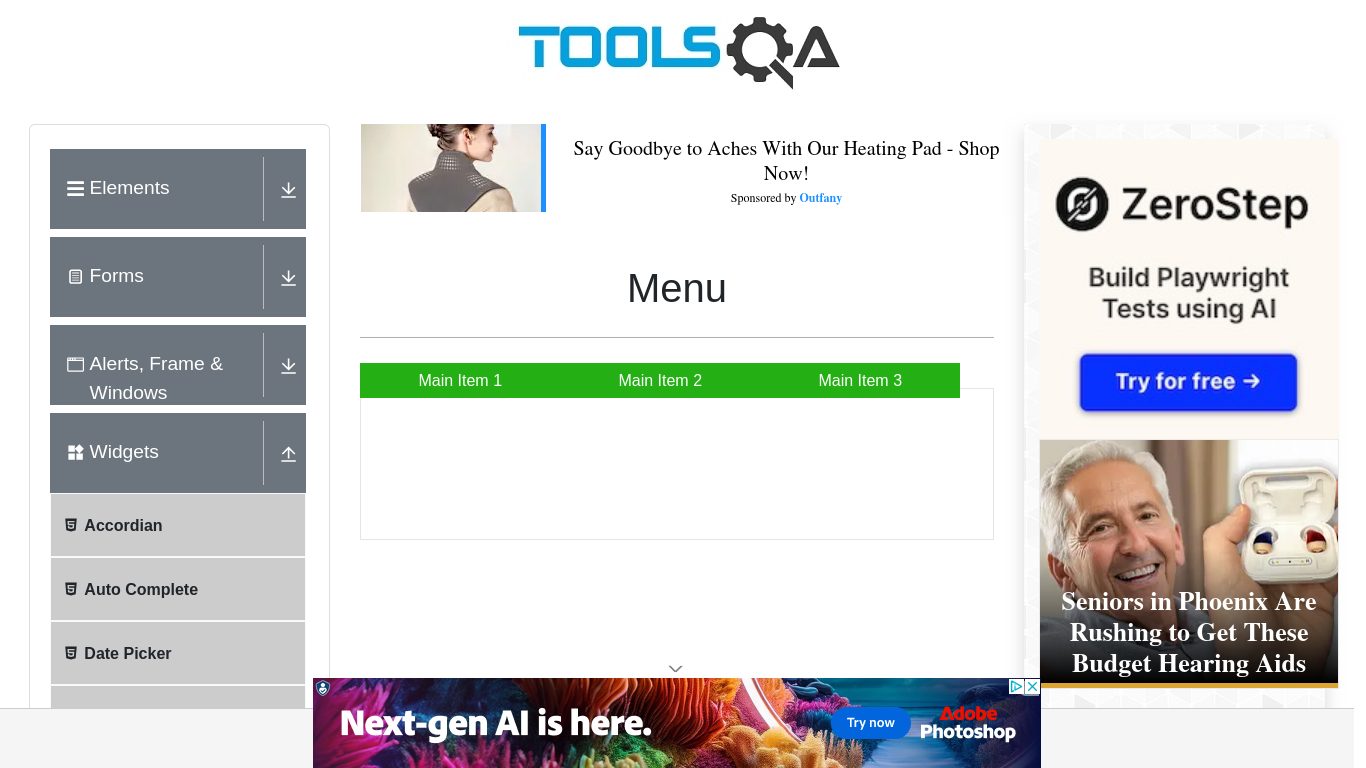 TOOLSQA
Elements
Forms
Alerts, Frame &
Windows
Widgets
Accordian
Auto Complete
Date Picker
Say Goodbye to Aches With Our Heating Pad - Shop
Now!
Sponsored by Outfany
Menu
Main Item 1
Main Item 2
Main Item 3
ZeroStep
Build Playwright
Tests using AI
Try for free →
Seniors in Phoenix Are
Rushing to Get These
Budget Hearing Aids
Next-gen AI is here.
Try now
Adobe
Photoshop